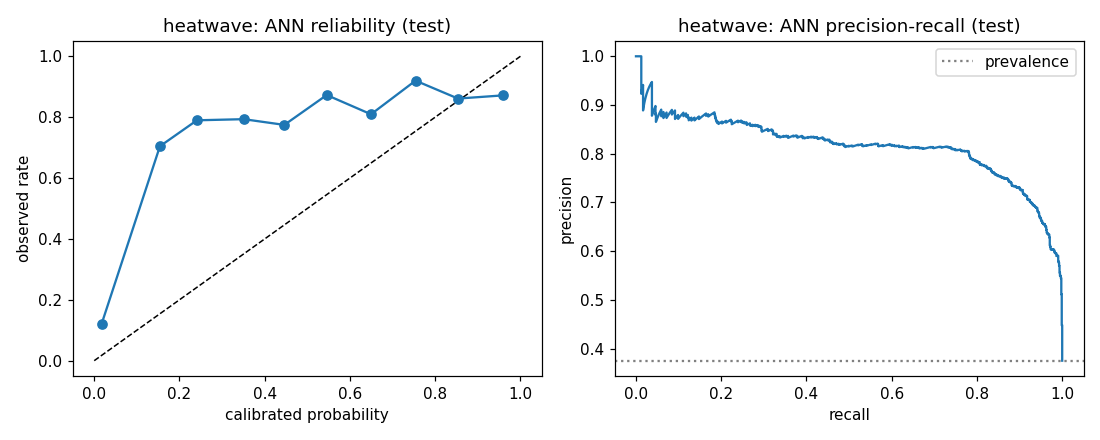 heatwave: ANN reliability (test)
1.0
0.8
0.6
0.4
0.2
0.0
observed rate
0.0 0.2 0.4 0.6 0.8 1.0
calibrated probability
heatwave: ANN precision-recall (test)
prevalence
1.0
0.9
0.8
0.7
0.6
0.5
0.4
precision
0.0 0.2 0.4 0.6 0.8 1.0
recall